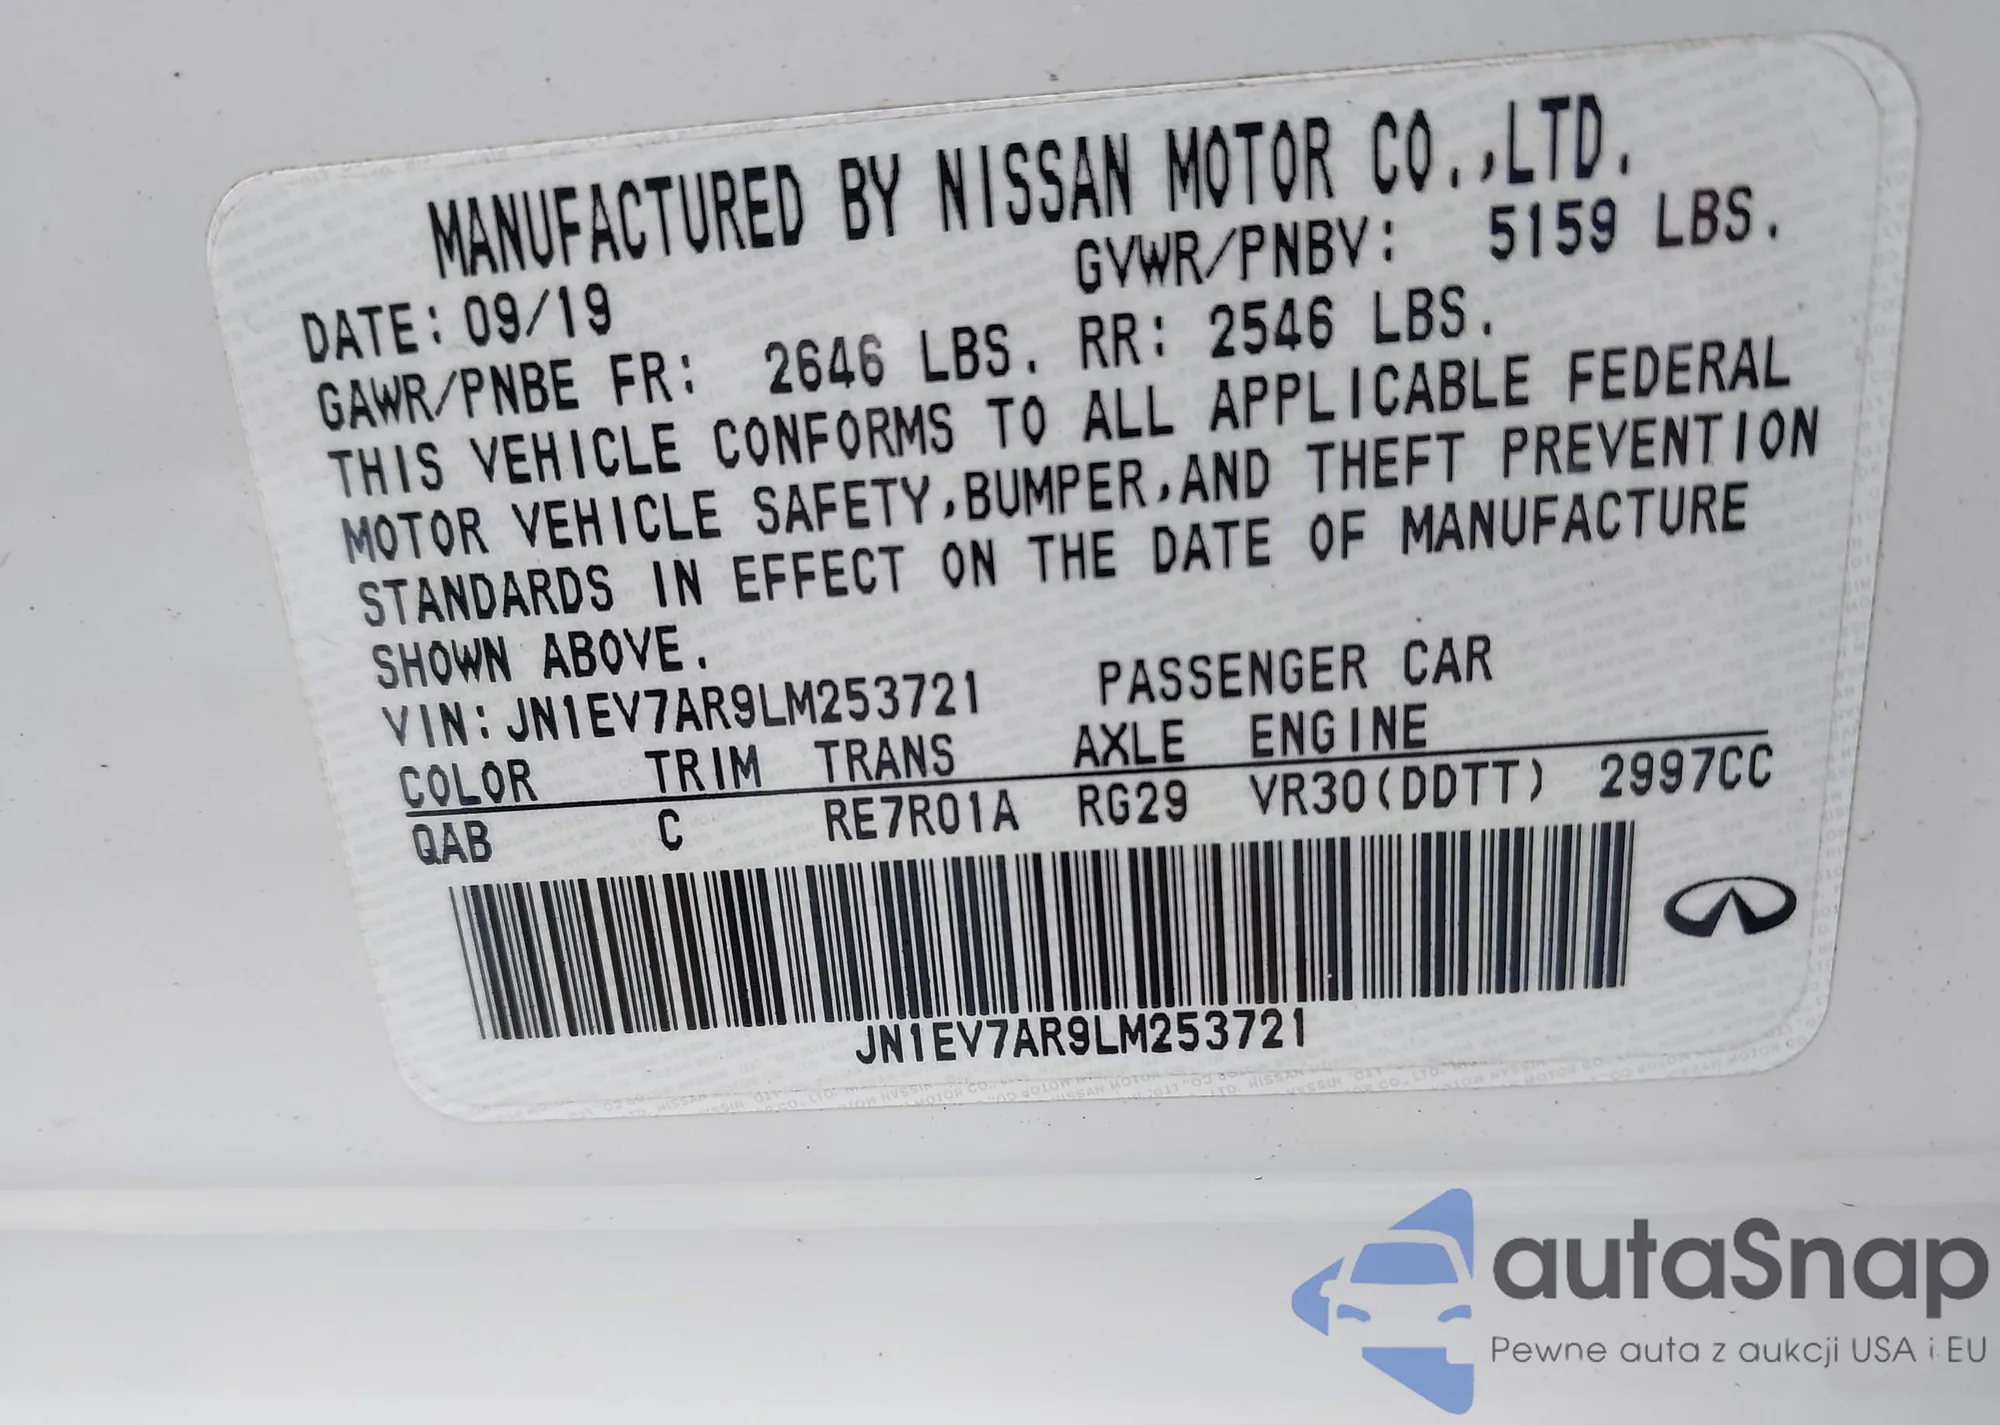 MANUFACTURED BY NISSAN MOTOR CO.,LTD.
DATE: 09/19 GVWR/PNBV: 5159 LBS.
GAWR/PNBE FR: 2646 LBS. RR: 2546 LBS.
THIS VEHICLE CONFORMS TO ALL APPLICABLE FEDERAL
MOTOR VEHICLE SAFETY,BUMPER,AND THEFT PREVENTION
STANDARDS IN EFFECT ON THE DATE OF MANUFACTURE
SHOWN ABOVE.
VIN:JN1EV7AR9LM253721 PASSENGER CAR
COLOR TRIM TRANS AXLE ENGINE
QAB C RE7R01A RG29 VR30(DDTT) 2997CC
JN1EV7AR9LM253721
autaSnap
Pewne auta z aukcji USA i EU